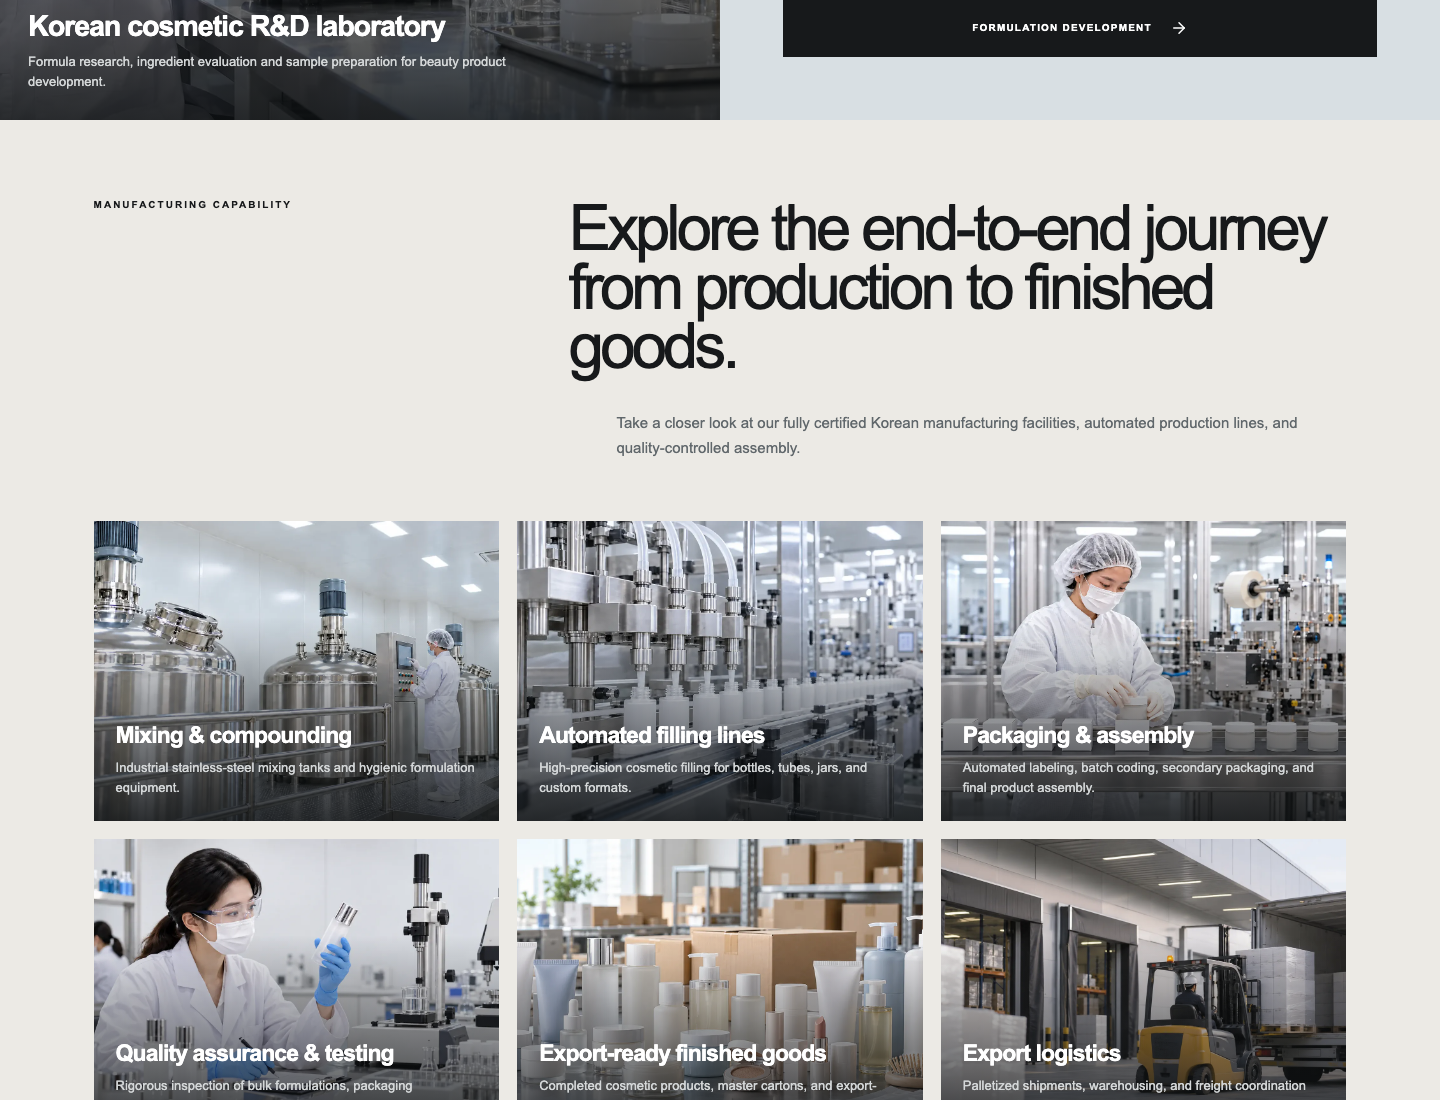 Korean cosmetic R&D laboratory
Formula research, ingredient evaluation and sample preparation for beauty product
development.
FORMULATION DEVELOPMENT
MANUFACTURING CAPABILITY
Explore the end-to-end journey
from production to finished
goods.
Take a closer look at our fully certified Korean manufacturing facilities, automated production lines, and
quality-controlled assembly.
Mixing & compounding
Industrial stainless-steel mixing tanks and hygienic formulation
equipment.
Automated filling lines
High-precision cosmetic filling for bottles, tubes, jars, and
custom formats.
Packaging & assembly
Automated labeling, batch coding, secondary packaging, and
final product assembly.
Quality assurance & testing
Rigorous inspection of bulk formulations, packaging
Export-ready finished goods
Completed cosmetic products, master cartons, and export-
Export logistics
Palletized shipments, warehousing, and freight coordination